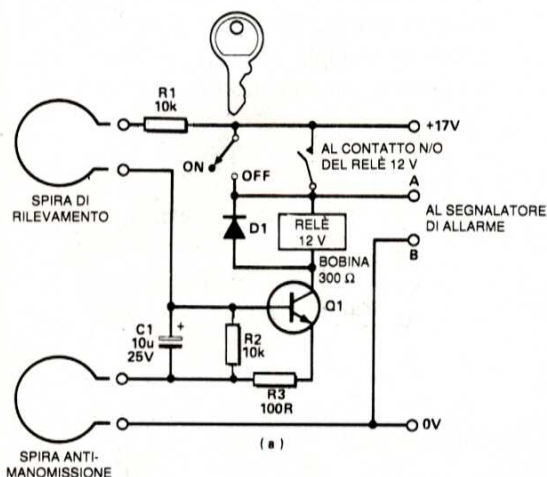 R1
10k
+17V
ON
OFF
AL CONTATTO N/O
DEL RELÈ 12 V
A
SPIRA DI
RILEVAMENTO
D1
RELÈ
12 V
AL SEGNALATORE
DI ALLARME
B
BOBINA
300 Ω
Q1
C1
10u
25V
+
R2
10k
R3
100R
0V
(a)
SPIRA ANTI-
MANOMISSIONE